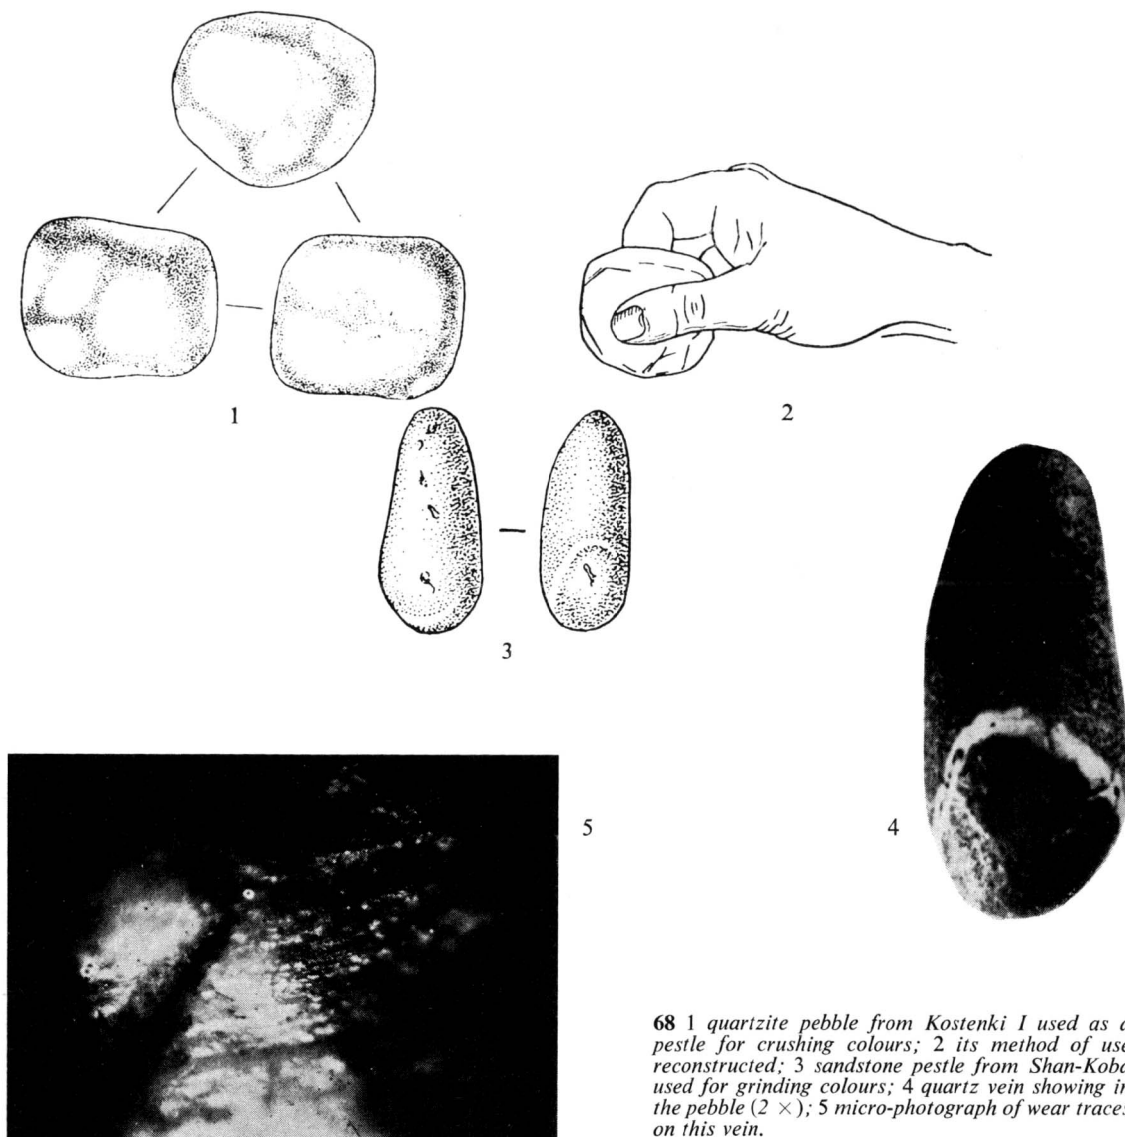 1
2
3
5
4
68 1 quartzite pebble from Kostenki I used as a
pestle for crushing colours; 2 its method of use
reconstructed; 3 sandstone pestle from Shan-Koba
used for grinding colours; 4 quartz vein showing in
the pebble (2 ×); 5 micro-photograph of wear traces
on this vein.